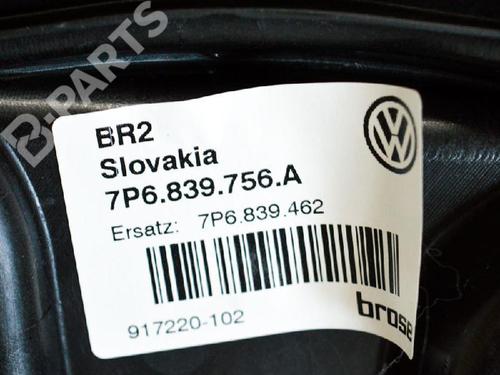 B-PARTS
BR2
Slovakia
7P6.839.756.A
Ersatz: 7P6.839.462
917220-102
brose